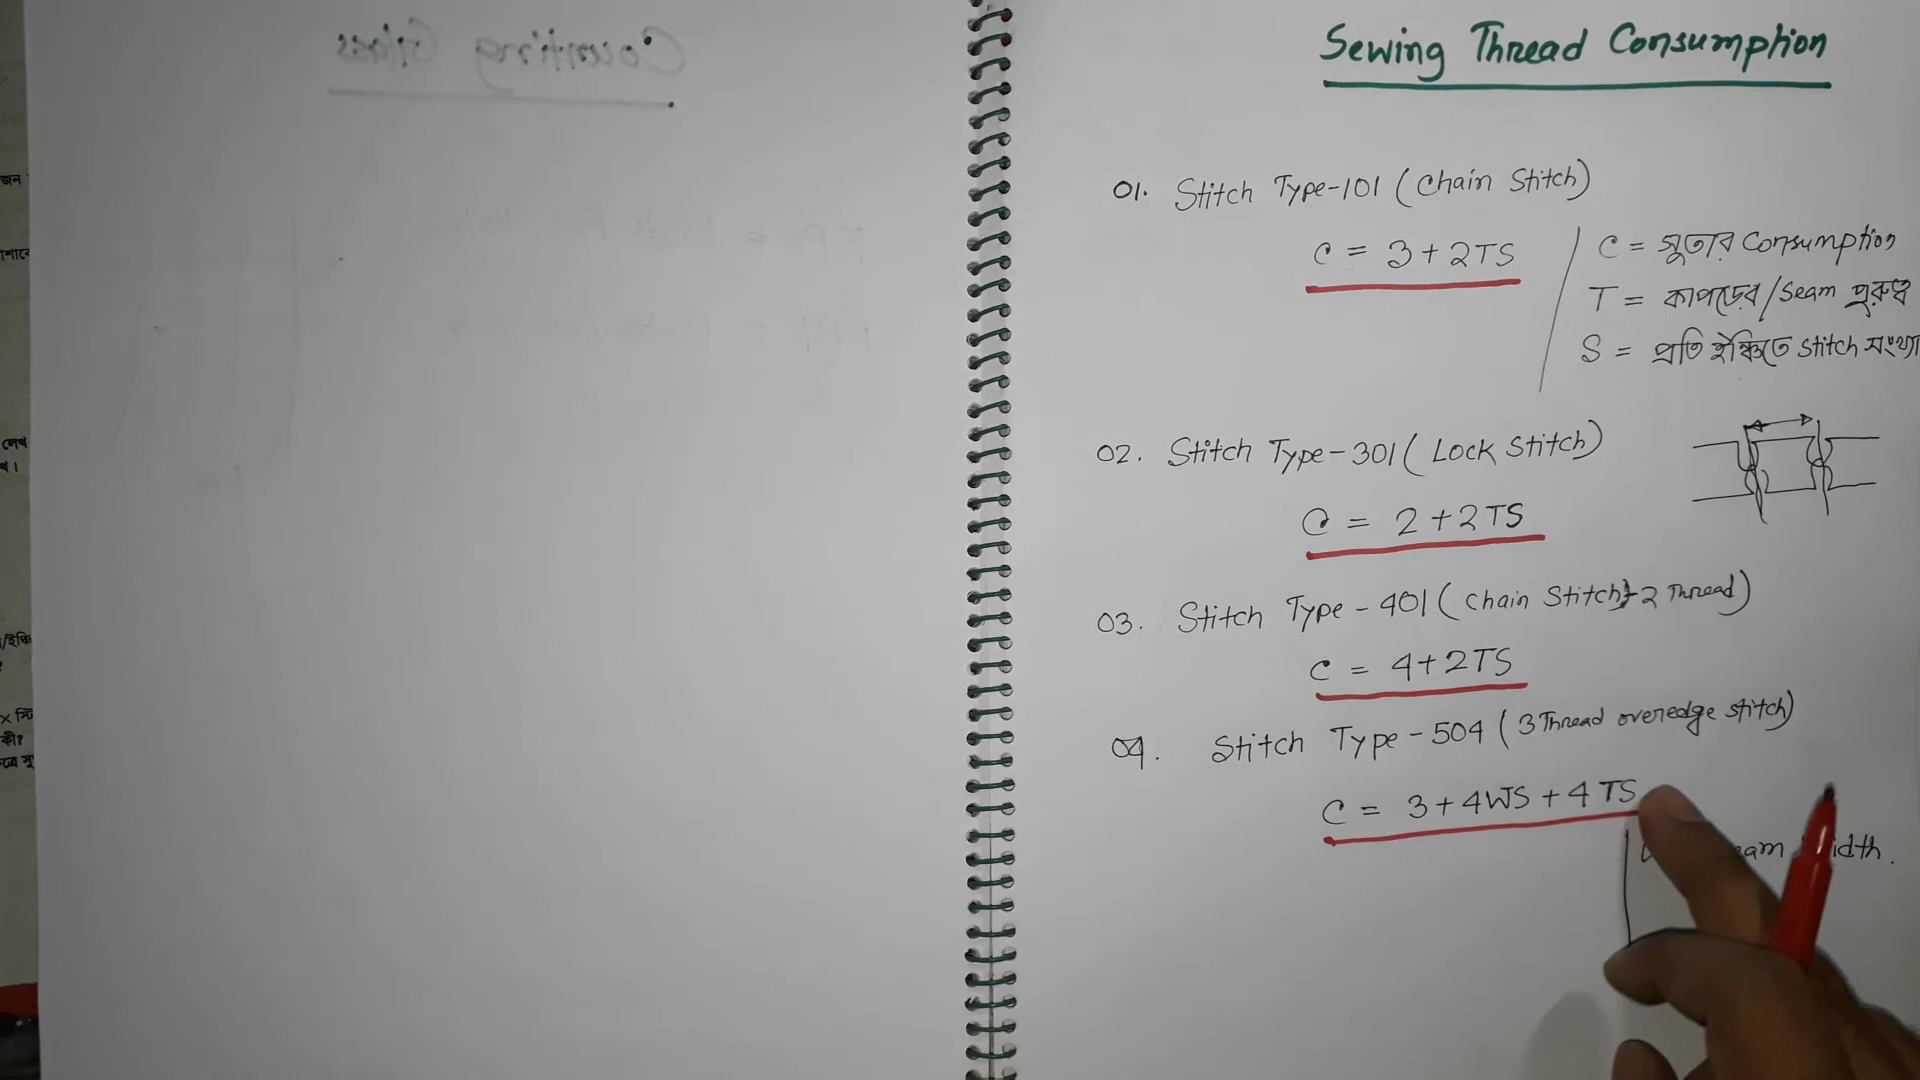 Sewing Thread Consumption
01. Stitch Type-101 (Chain Stitch)
C = 3+2TS
C = সুতার Consumption
T = কাপড়ের/Seam পুরুত্ব
S = প্রতি ইঞ্চিতে Stitch সংখ্যা
02. Stitch Type-301 (Lock Stitch)
C = 2+2TS
03. Stitch Type-401 (Chain Stitch-2 Thread)
C = 4+2TS
04. Stitch Type-504 (3 Thread overedge Stitch)
C = 3+4WS+4TS
Counting Glass